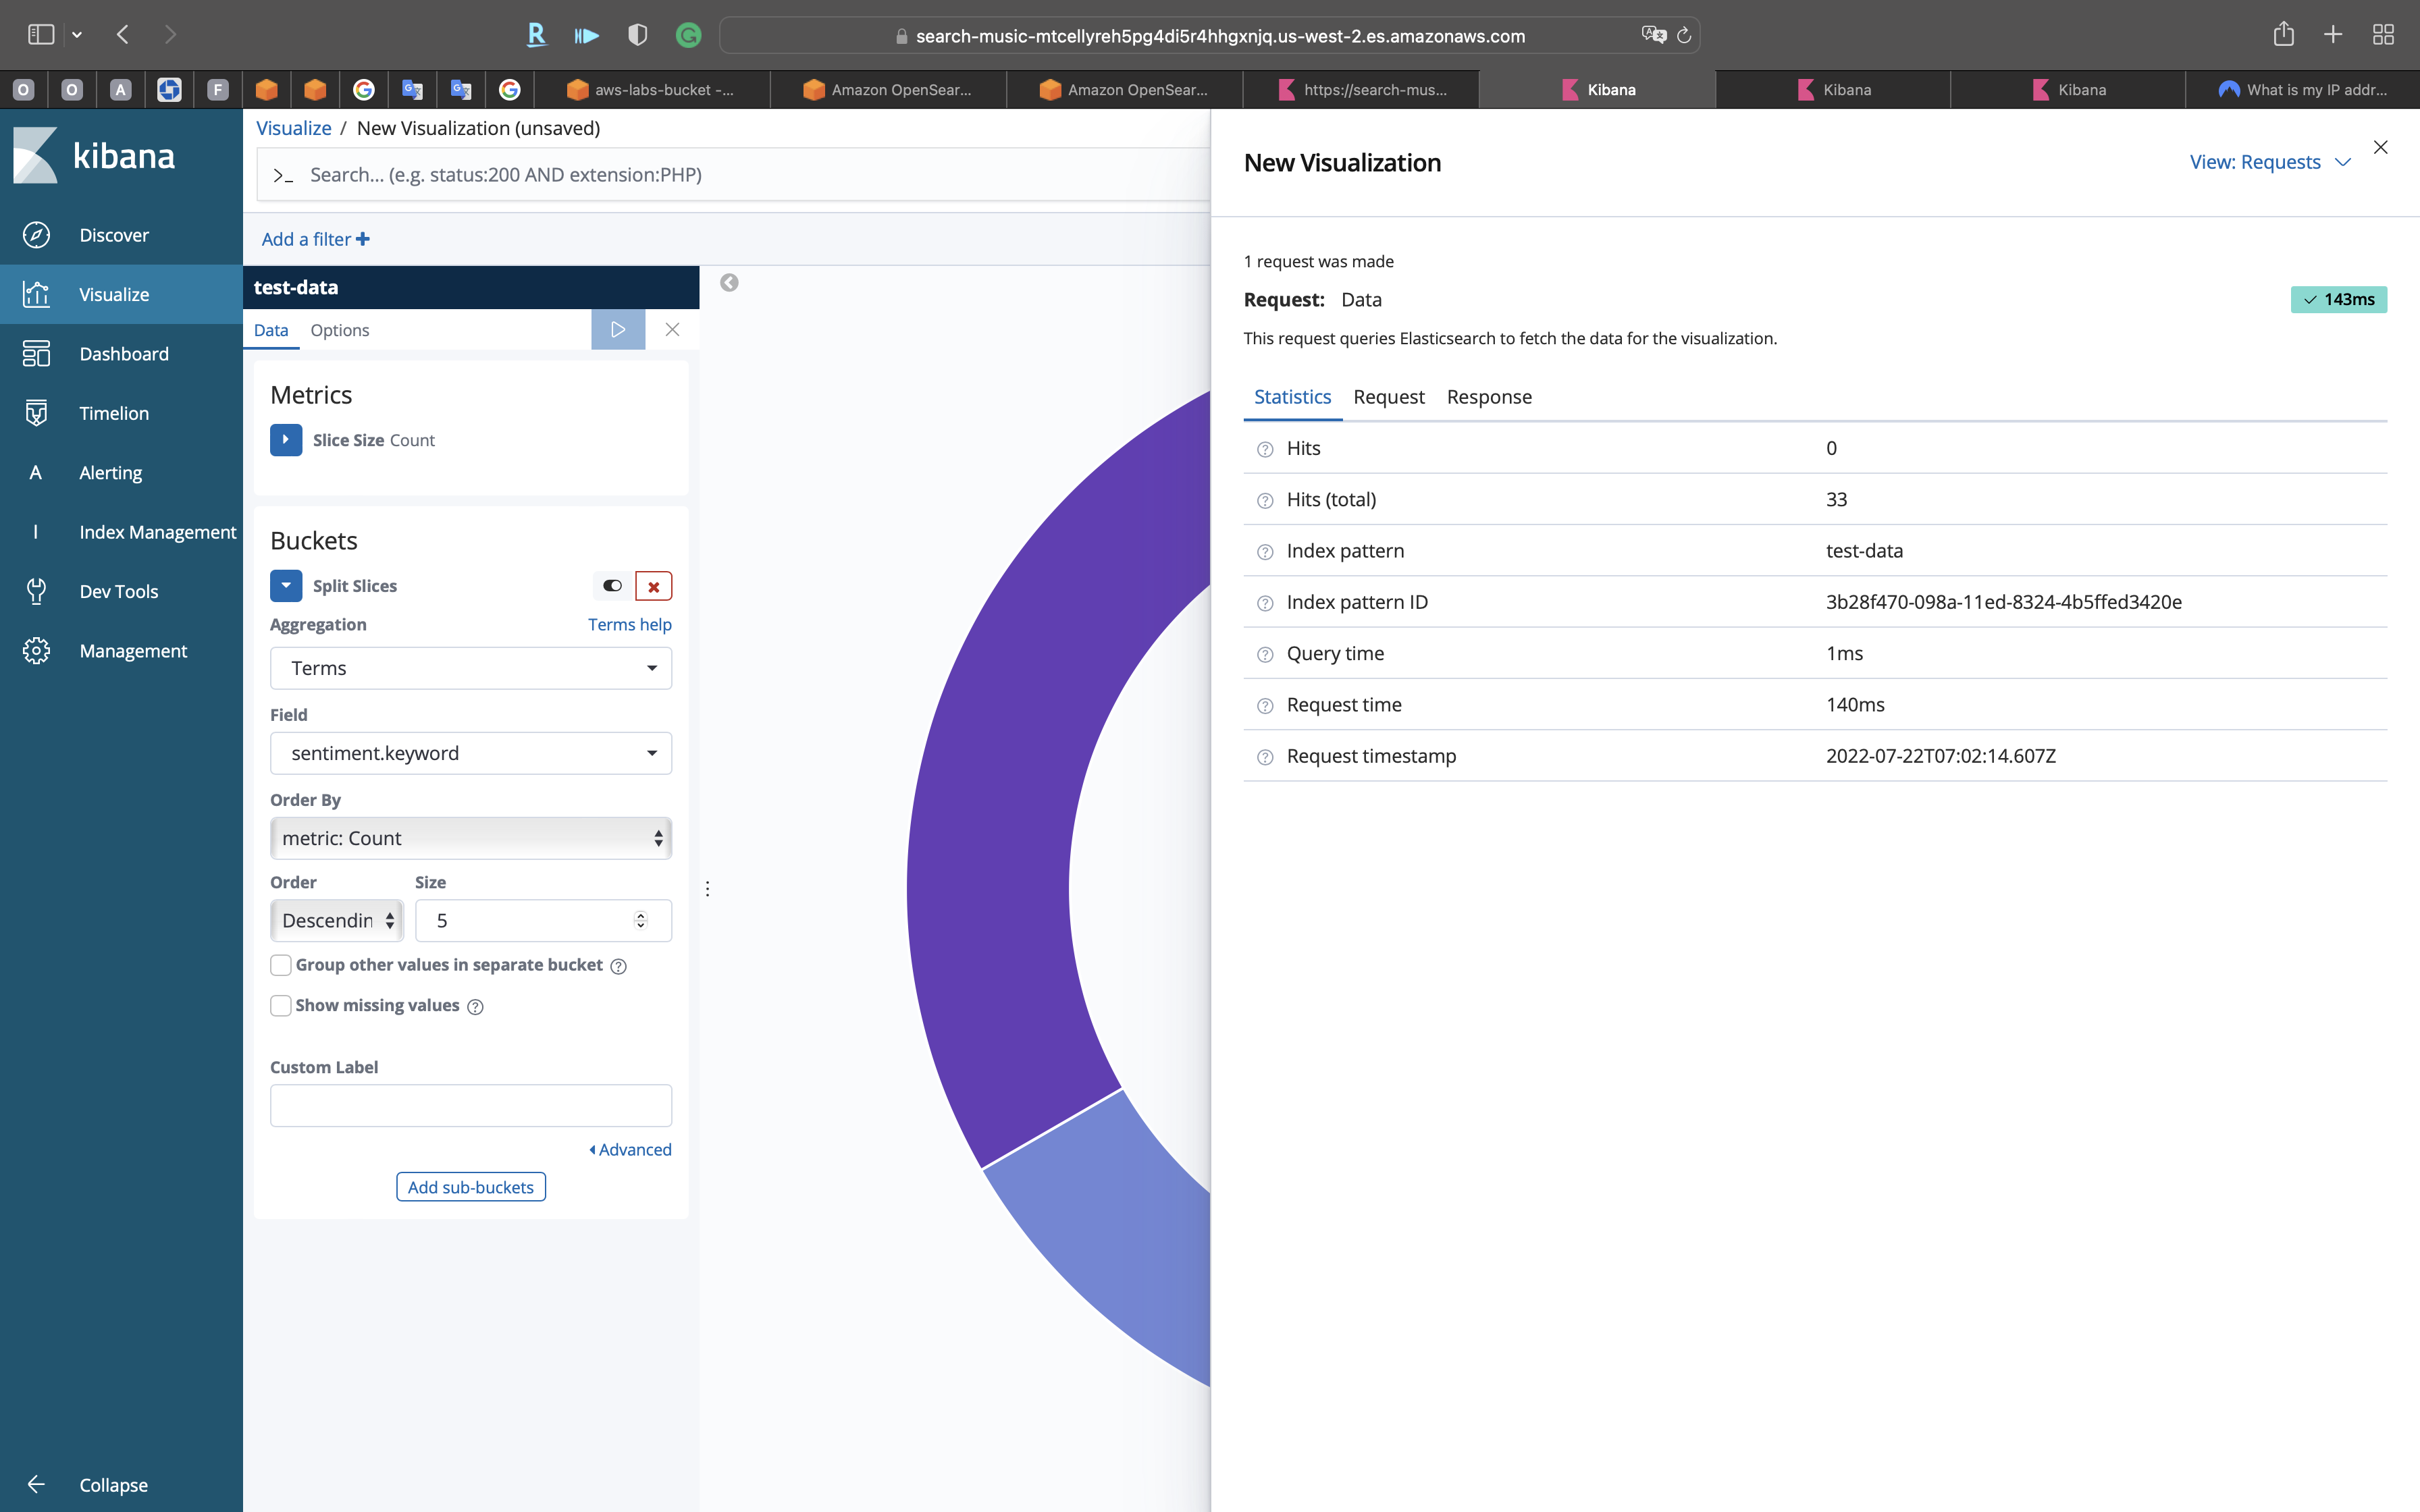 search-music-mtcellyreh5pg4di5r4hhgxnjq.us-west-2.es.amazonaws.com
O
O
A
F
aws-labs-bucket -...
Amazon OpenSear...
Amazon OpenSear...
https://search-mus...
Kibana
Kibana
Kibana
What is my IP addr...
kibana
Discover
Visualize
Dashboard
Timelion
A Alerting
I Index Management
Dev Tools
Management
Collapse
Visualize / New Visualization (unsaved)
>_ Search... (e.g. status:200 AND extension:PHP)
Add a filter +
test-data
Data Options
Metrics
Slice Size Count
Buckets
Split Slices
Aggregation Terms help
Terms
Field
sentiment.keyword
Order By
metric: Count
Order Size
Descendin 5
Group other values in separate bucket
Show missing values
Custom Label
Advanced
Add sub-buckets
New Visualization
View: Requests
1 request was made
Request: Data
143ms
This request queries Elasticsearch to fetch the data for the visualization.
Statistics Request Response
Hits 0
Hits (total) 33
Index pattern test-data
Index pattern ID 3b28f470-098a-11ed-8324-4b5ffed3420e
Query time 1ms
Request time 140ms
Request timestamp 2022-07-22T07:02:14.607Z